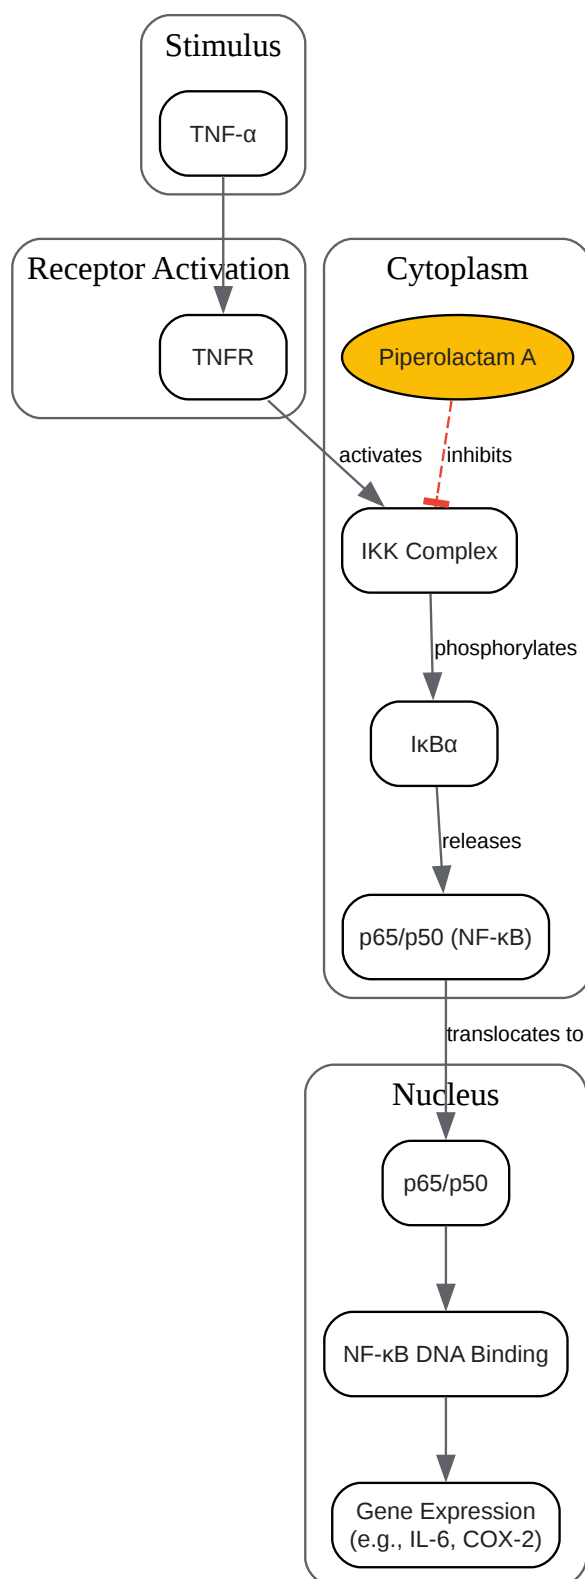 Stimulus
TNF-α
Receptor Activation
TNFR
Cytoplasm
Piperolactam A
activates
inhibits
IKK Complex
phosphorylates
IκBα
releases
p65/p50 (NF-κB)
translocates to
Nucleus
p65/p50
NF-κB DNA Binding
Gene Expression
(e.g., IL-6, COX-2)